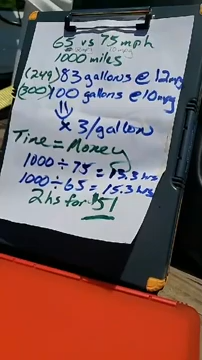 65 vs 75 mph
1000 miles
(249) 83 gallons @ 12mpg
(300) 100 gallons @ 10mpg
x 3/gallon
Time = Money
1000 ÷ 75 = 13.3 hrs
1000 ÷ 65 = 15.3 hrs
2hs for $51